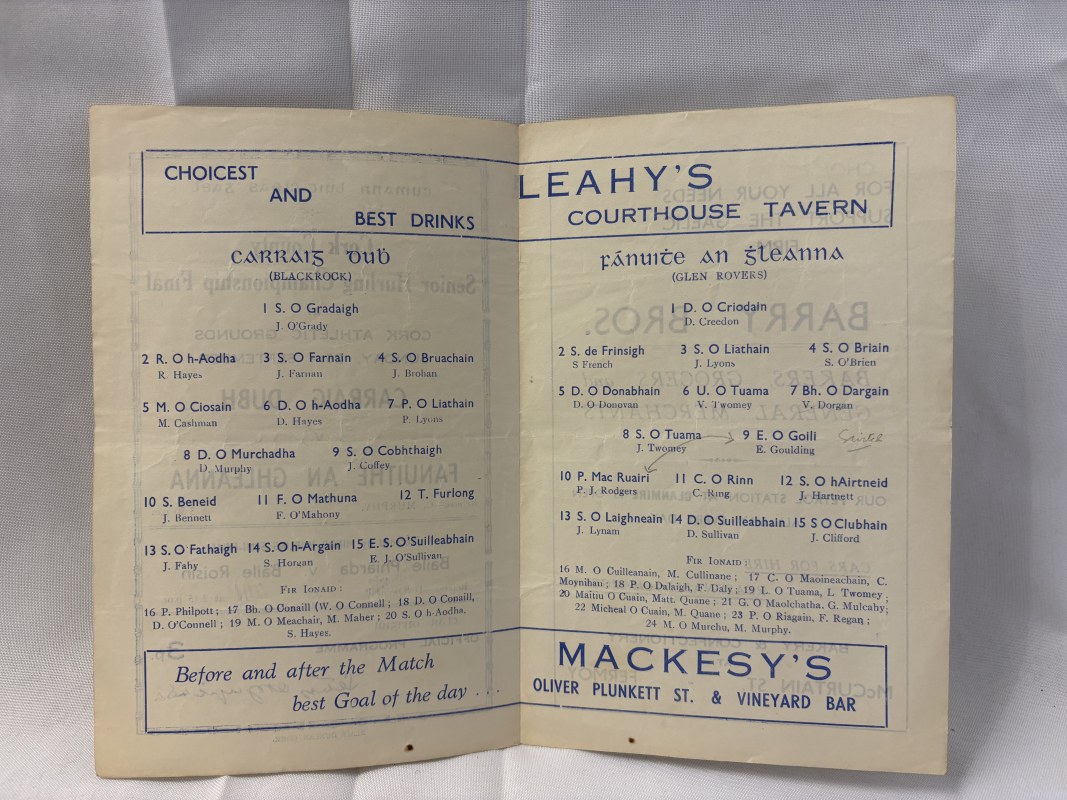 CHOICEST
AND
BEST DRINKS
carraig dub
(BLACKROCK)
1 S. O Gradaigh
J. O'Grady
2 R. O h-Aodha 3 S. O Farnain 4 S. O Bruachain
R. Hayes J. Farnan J. Brohan
5 M. O Ciosain 6 D. O h-Aodha 7 P. O Liathain
M. Cashman D. Hayes P Lyons
8 D. O Murchadha 9 S. O Cobhthaigh
D. Murphy J. Coffey
10 S. Beneid 11 F. O Mathuna 12 T. Furlong
J. Bennett F. O'Mahony
13 S. O Fathaigh 14 S. O h-Argain 15 E. S. O'Suilleabhain
J. Fahy S. Horgan E. J. O'Sullivan
Fir Ionaid :
16 P. Philpott ; 17 Bh. O Conaill (W. O Connell ; 18 D. O Conaill,
D. O'Connell ; 19 M. O Meachair, M. Maher ; 20 S. O h-Aodha,
S. Hayes.
Before and after the Match
best Goal of the day . . .
LEAHY'S
COURTHOUSE TAVERN
fánuiṫe an ġleanna
(GLEN ROVERS)
1 D. O Criodain
D. Creedon
2 S. de Frinsigh 3 S. O Liathain 4 S. O Briain
S French J. Lyons S. O'Brien
5 D. O Donabhain 6 U. O Tuama 7 Bh. O Dargain
D. O Donovan V. Twomey V. Dorgan
8 S. O Tuama 9 E. O Goili
J. Twomey E. Goulding
10 P. Mac Ruairi 11 C. O Rinn 12 S. O hAirtneid
P. J. Rodgers C. Ring J. Hartnett
13 S. O Laighneain 14 D. O Suilleabhain 15 S O Clubhain
J. Lynam D. Sullivan J. Clifford
Fir Ionaid :
16 M. O Cuilleanain, M. Cullinane ; 17 C. O Maoineachain, C.
Moynihan ; 18 P. O Dalaigh, F. Daly ; 19 L. O Tuama, L Twomey ;
20 Maitiu O Cuain, Matt. Quane ; 21 G. O Maolchatha, G. Mulcahy;
22 Micheal O Cuain, M. Quane ; 23 P. O Riagain, F. Regan ;
24 M. O Murchu, M. Murphy.
MACKESY'S
OLIVER PLUNKETT ST. & VINEYARD BAR